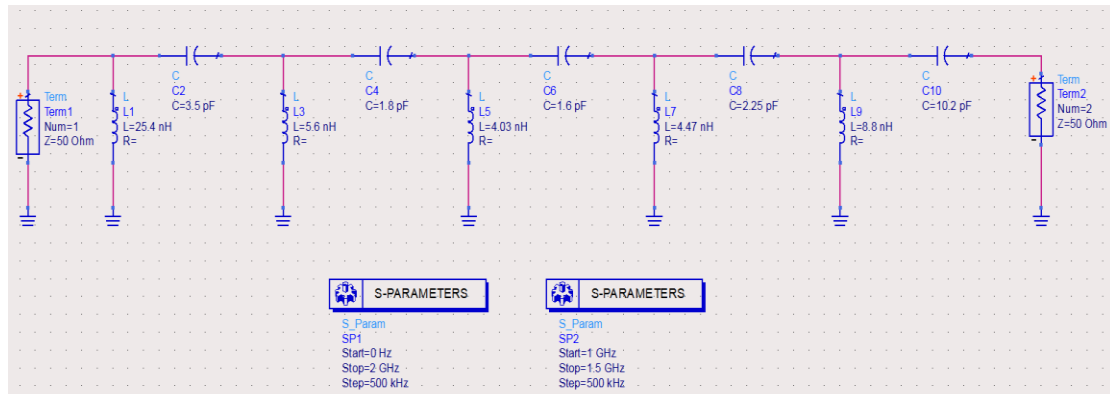 C
C2
C=3.5 pF
C
C4
C=1.8 pF
C
C6
C=1.6 pF
C
C8
C=2.25 pF
C
C10
C=10.2 pF
+
Term
Term1
Num=1
Z=50 Ohm
-
L
L1
L=25.4 nH
R=
L
L3
L=5.6 nH
R=
L
L5
L=4.03 nH
R=
L
L7
L=4.47 nH
R=
L
L9
L=8.8 nH
R=
+
Term
Term2
Num=2
Z=50 Ohm
-
S-PARAMETERS
S_Param
SP1
Start=0 Hz
Stop=2 GHz
Step=500 kHz
S-PARAMETERS
S_Param
SP2
Start=1 GHz
Stop=1.5 GHz
Step=500 kHz